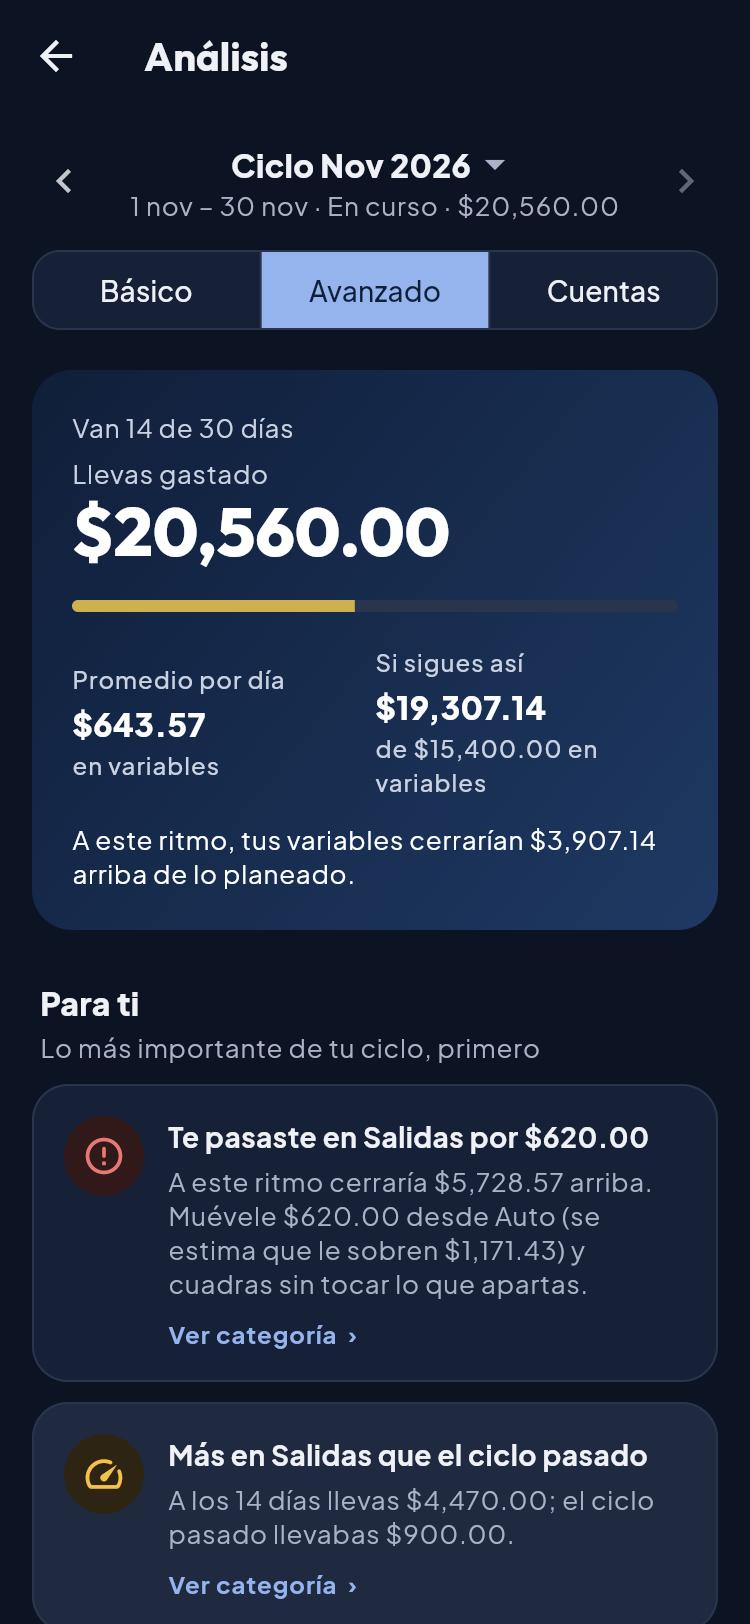 Análisis
Ciclo Nov 2026
1 nov – 30 nov · En curso · $20,560.00
Básico
Avanzado
Cuentas
Van 14 de 30 días
Llevas gastado
$20,560.00
Promedio por día
$643.57
en variables
Si sigues así
$19,307.14
de $15,400.00 en
variables
A este ritmo, tus variables cerrarían $3,907.14
arriba de lo planeado.
Para ti
Lo más importante de tu ciclo, primero
Te pasaste en Salidas por $620.00
A este ritmo cerraría $5,728.57 arriba.
Muévele $620.00 desde Auto (se
estima que le sobren $1,171.43) y
cuadras sin tocar lo que apartas.
Ver categoría ›
Más en Salidas que el ciclo pasado
A los 14 días llevas $4,470.00; el ciclo
pasado llevabas $900.00.
Ver categoría ›